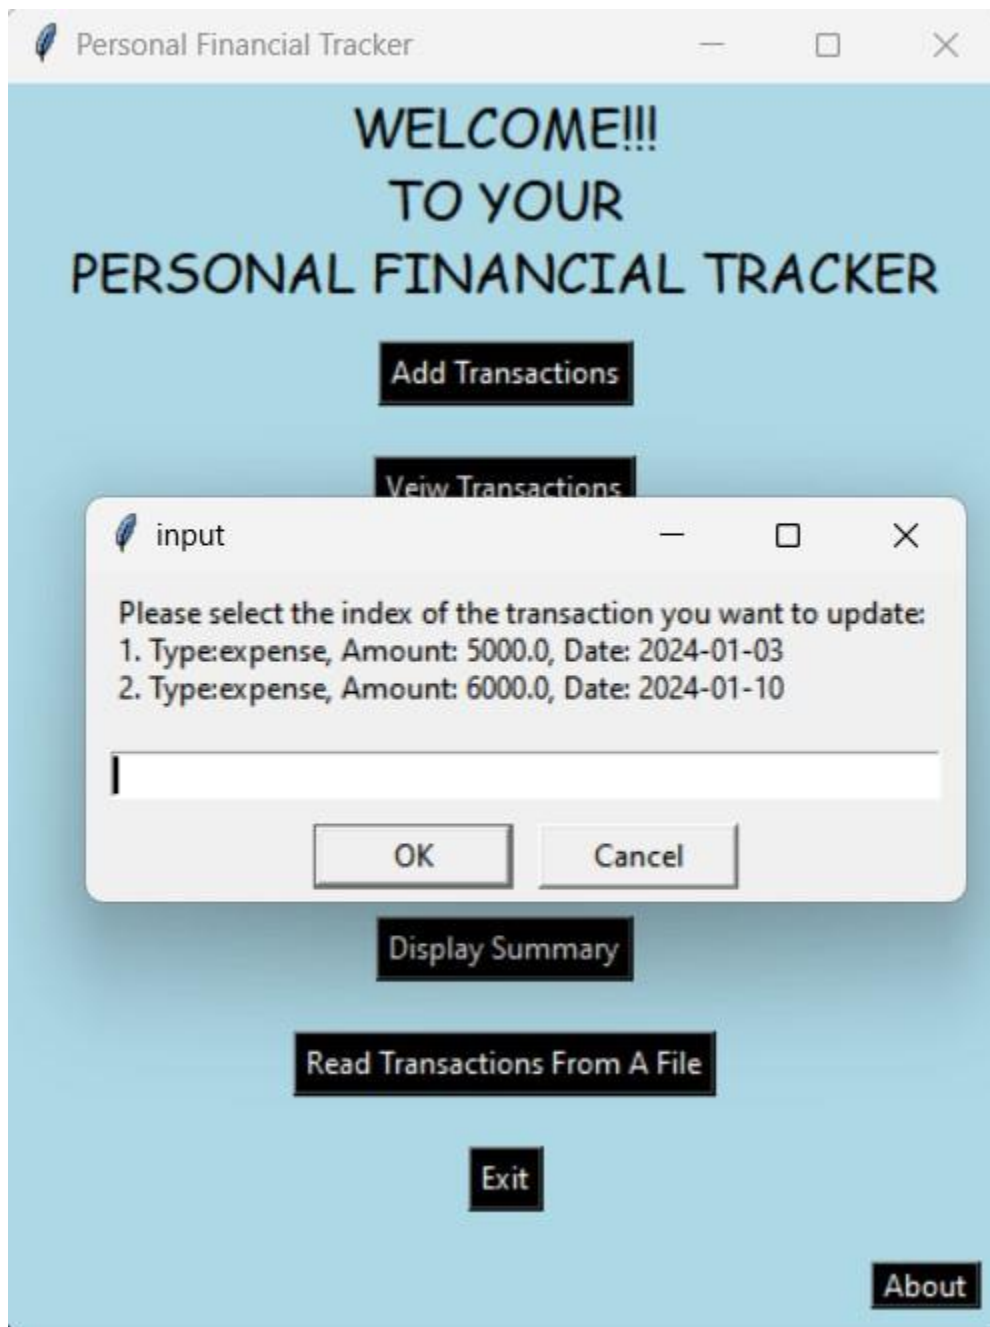 Personal Financial Tracker
WELCOME!!!
TO YOUR
PERSONAL FINANCIAL TRACKER
Add Transactions
Veiw Transactions
input
Please select the index of the transaction you want to update:
1. Type:expense, Amount: 5000.0, Date: 2024-01-03
2. Type:expense, Amount: 6000.0, Date: 2024-01-10
OK
Cancel
Display Summary
Read Transactions From A File
Exit
About